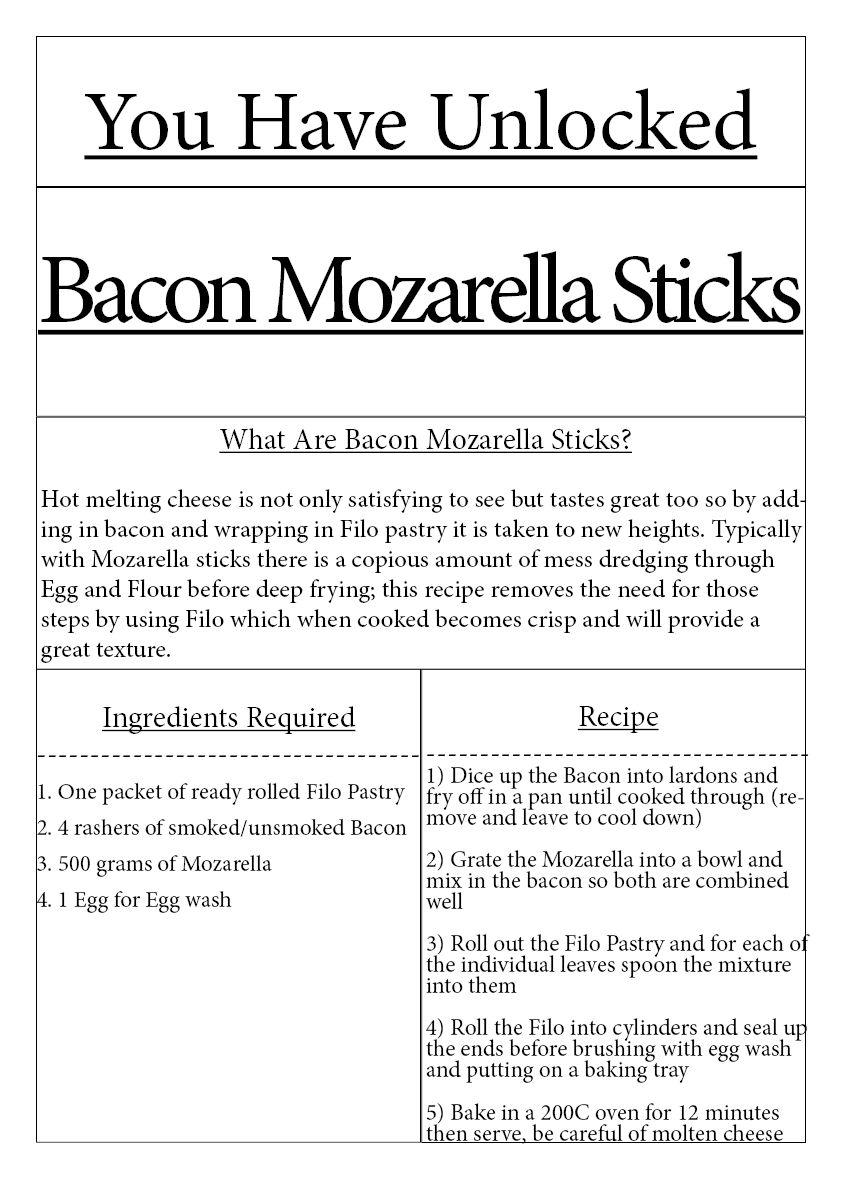 You Have Unlocked
Bacon Mozarella Sticks
What Are Bacon Mozarella Sticks?
Hot melting cheese is not only satisfying to see but tastes great too so by add-
ing in bacon and wrapping in Filo pastry it is taken to new heights. Typically
with Mozarella sticks there is a copious amount of mess dredging through
Egg and Flour before deep frying; this recipe removes the need for those
steps by using Filo which when cooked becomes crisp and will provide a
great texture.
Ingredients Required
1. One packet of ready rolled Filo Pastry
2. 4 rashers of smoked/unsmoked Bacon
3. 500 grams of Mozarella
4. 1 Egg for Egg wash
Recipe
1) Dice up the Bacon into lardons and
fry off in a pan until cooked through (re-
move and leave to cool down)
2) Grate the Mozarella into a bowl and
mix in the bacon so both are combined
well
3) Roll out the Filo Pastry and for each of
the individual leaves spoon the mixture
into them
4) Roll the Filo into cylinders and seal up
the ends before brushing with egg wash
and putting on a baking tray
5) Bake in a 200C oven for 12 minutes
then serve, be careful of molten cheese